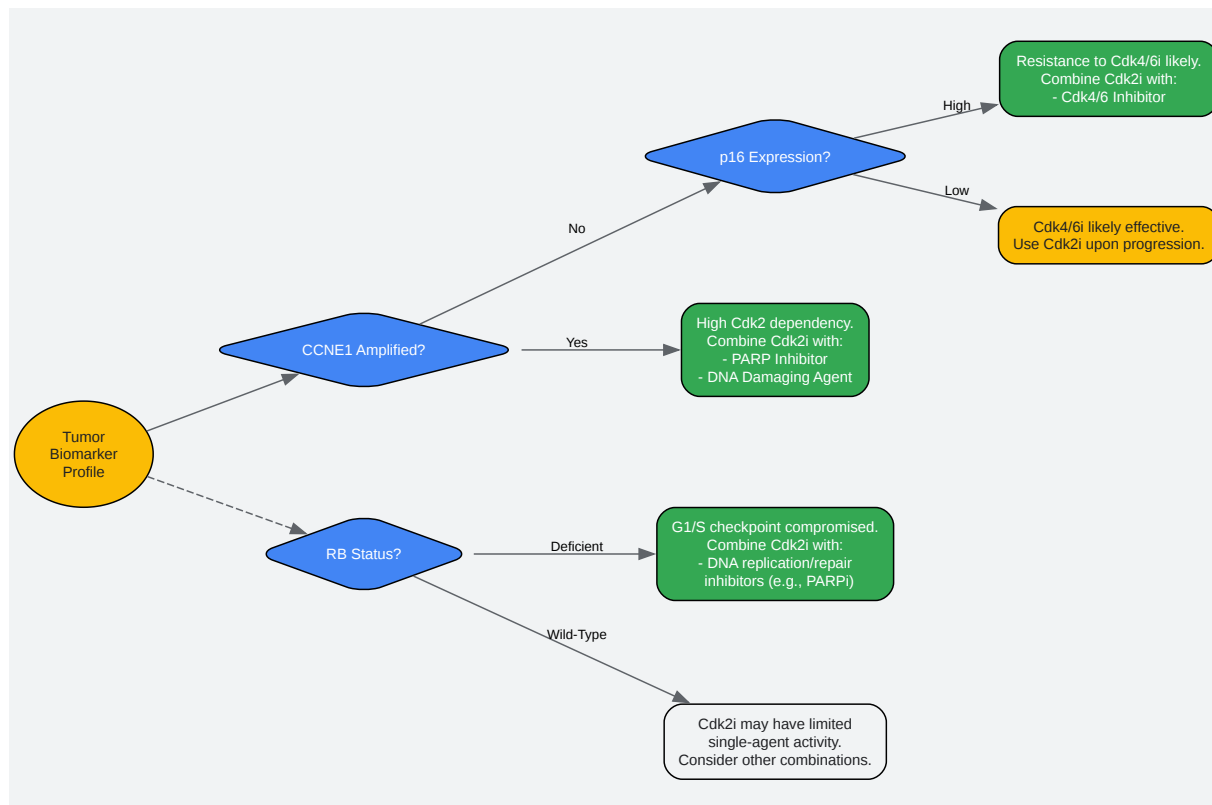 Resistance to Cdk4/6i likely.
Combine Cdk2i with:
- Cdk4/6 Inhibitor
High
p16 Expression?
Low
Cdk4/6i likely effective.
Use Cdk2i upon progression.
No
CCNE1 Amplified?
Yes
High Cdk2 dependency.
Combine Cdk2i with:
- PARP Inhibitor
- DNA Damaging Agent
Tumor
Biomarker
Profile
RB Status?
Deficient
G1/S checkpoint compromised.
Combine Cdk2i with:
- DNA replication/repair
inhibitors (e.g., PARPi)
Wild-Type
Cdk2i may have limited
single-agent activity.
Consider other combinations.